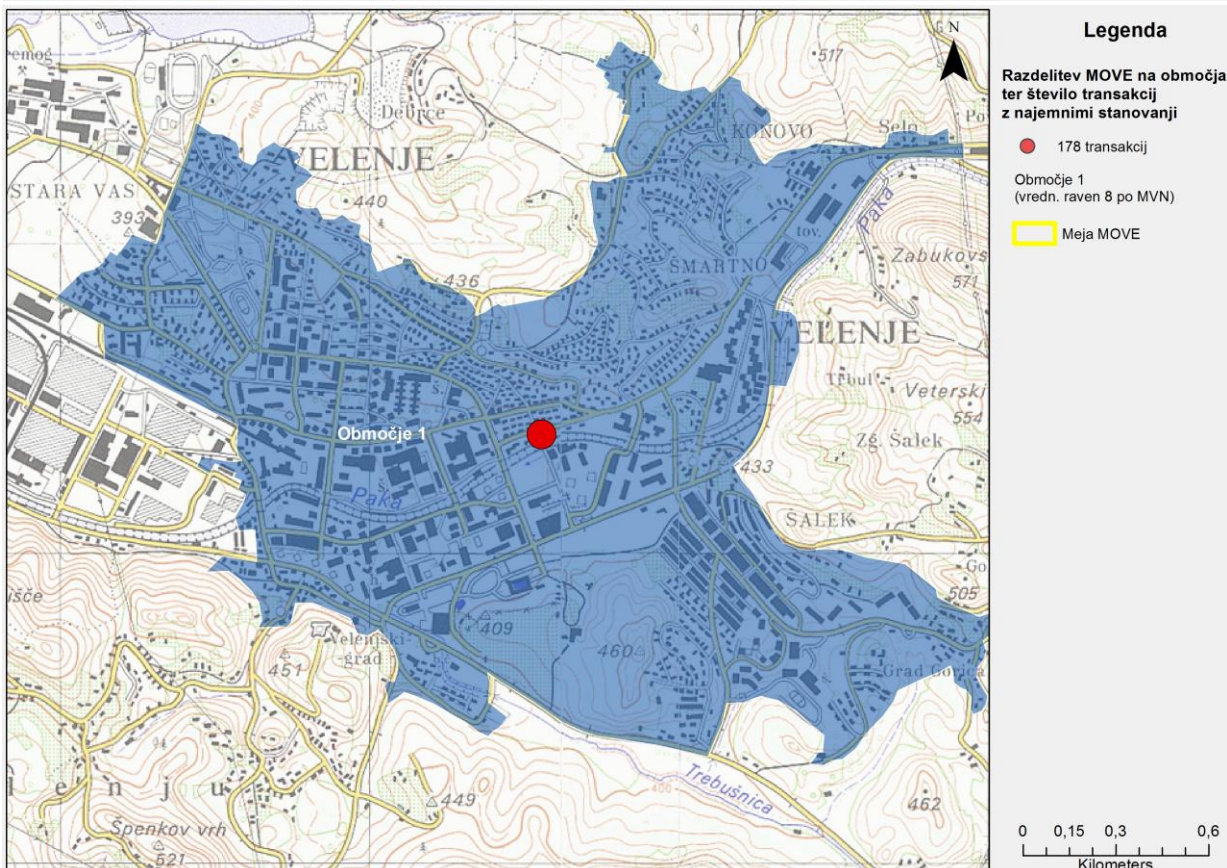 Legenda
Razdelitev MOVE na območja
ter število transakcij
z najemnimi stanovanji
178 transakcij
Območje 1
(vredn. raven 8 po MVN)
Meja MOVE
0 0,15 0,3 0,6
Kilometers
N
517
Debrce
KONOVO
Selo
VELENJE
STARA VAS
393
440
436
Paka
tov.
Zabukovs
571
ŠMARTNO
VELENJE
Trbul
Veterski
554
Območje 1
Zg. Šalek
433
Paka
ŠALEK
505
409
460
Velenjski
grad
451
Grad Gorica
Trebušnica
449
462
Špenkov vrh
521